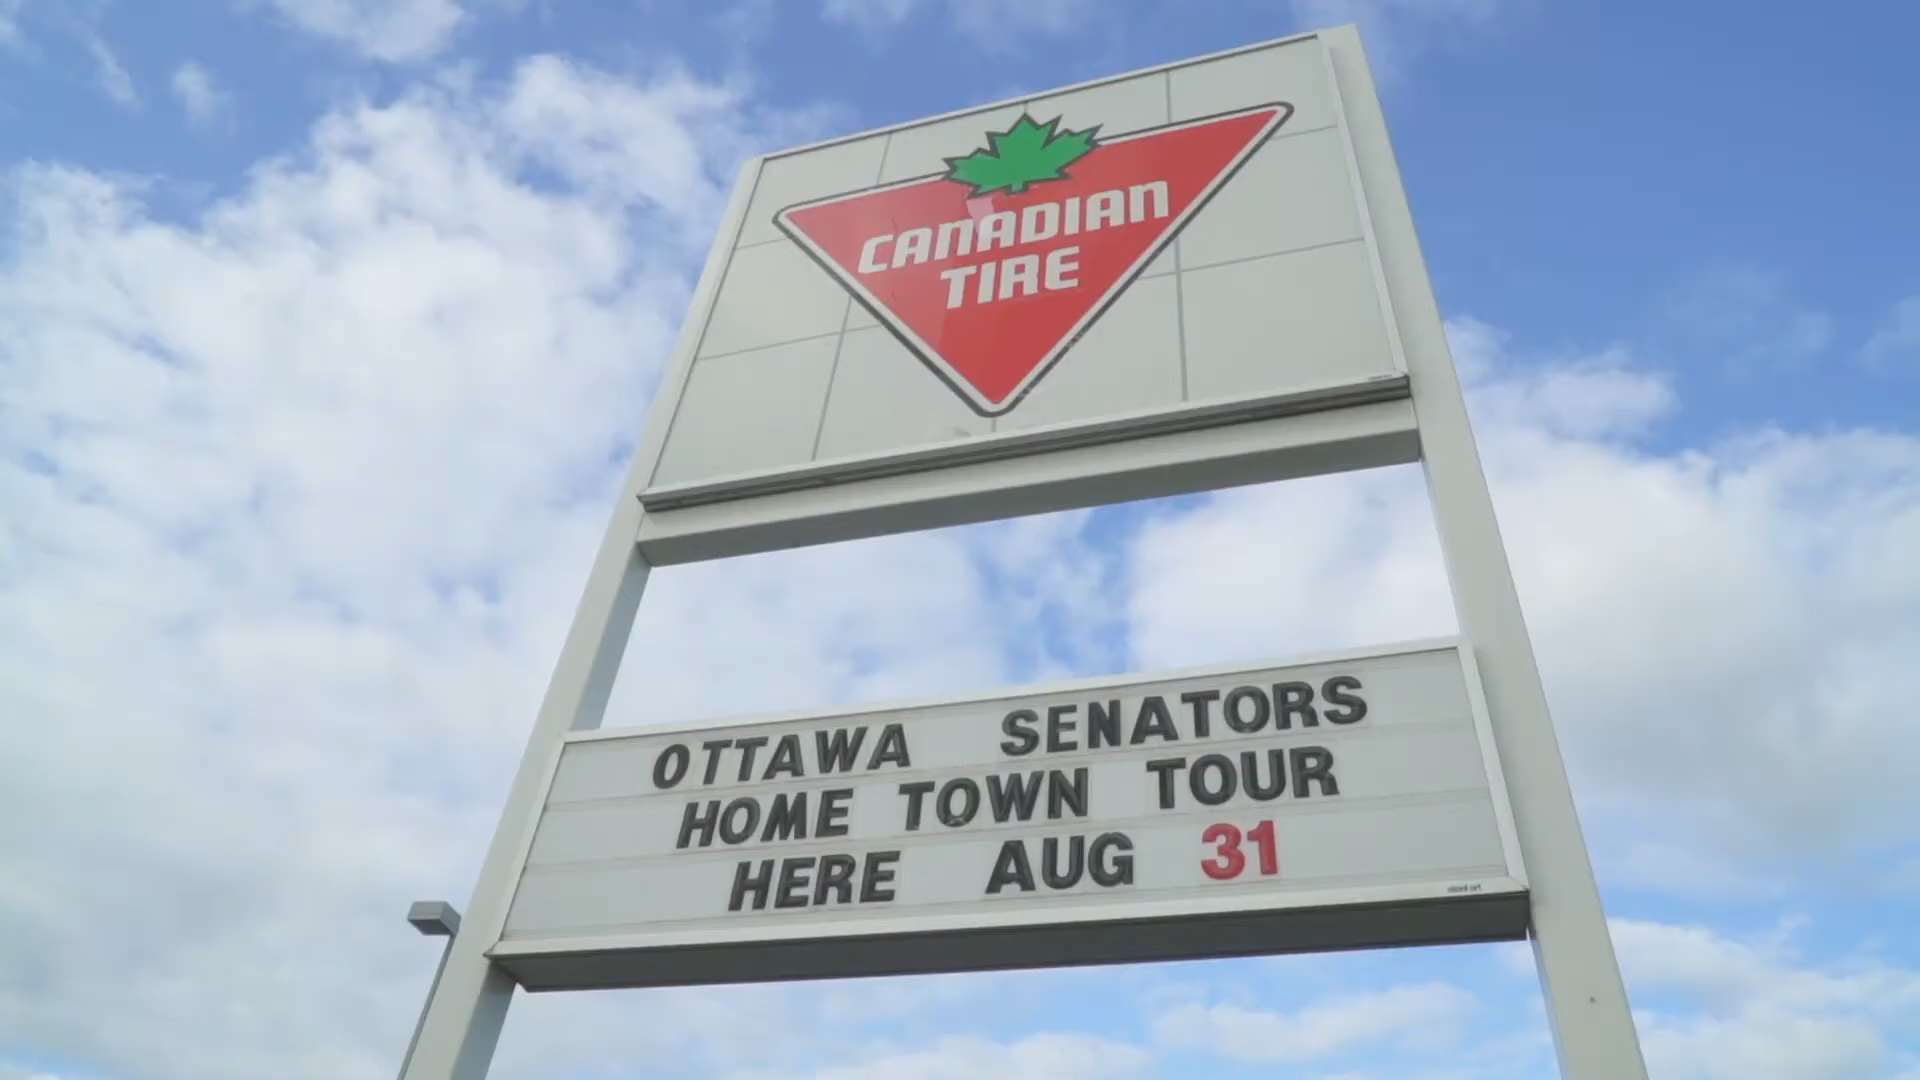 CANADIAN
TIRE
OTTAWA SENATORS
HOME TOWN TOUR
HERE AUG 31